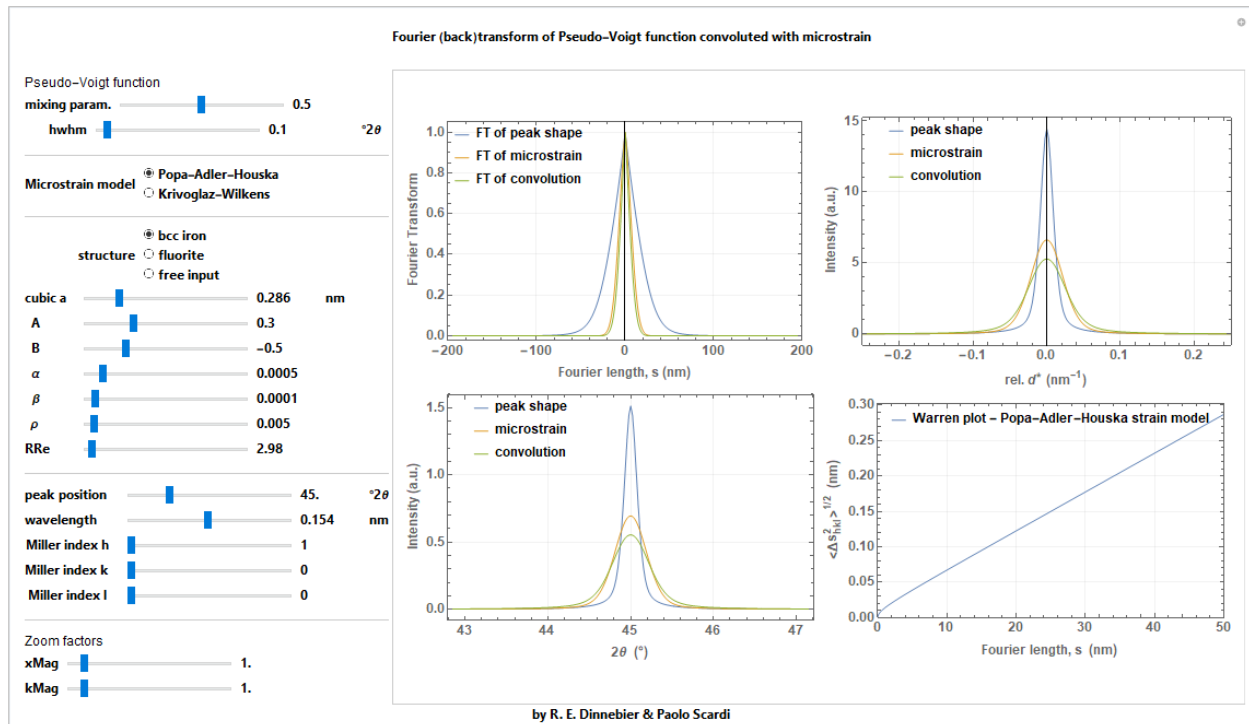 Fourier (back)transform of Pseudo-Voigt function convoluted with microstrain
Pseudo-Voigt function
mixing param. 0.5
hwhm 0.1 °2θ
Microstrain model
Popa-Adler-Houska
Krivoglaz-Wilkens
structure
bcc iron
fluorite
free input
cubic a 0.286 nm
A 0.3
B -0.5
α 0.0005
β 0.0001
ρ 0.005
RRe 2.98
peak position 45. °2θ
wavelength 0.154 nm
Miller index h 1
Miller index k 0
Miller index l 0
Zoom factors
xMag 1.
kMag 1.
FT of peak shape
FT of microstrain
FT of convolution
Fourier Transform
1.0
0.8
0.6
0.4
0.2
0.0
-200 -100 0 100 200
Fourier length, s (nm)
peak shape
microstrain
convolution
Intensity (a.u.)
15
10
5
0
-0.2 -0.1 0.0 0.1 0.2
rel. d* (nm⁻¹)
peak shape
microstrain
convolution
Intensity (a.u.)
1.5
1.0
0.5
0.0
43 44 45 46 47
2θ (°)
Warren plot - Popa-Adler-Houska strain model
<Δs²hkl>^1/2 (nm)
0.30
0.25
0.20
0.15
0.10
0.05
0.00
0 10 20 30 40 50
Fourier length, s (nm)
by R. E. Dinnebier & Paolo Scardi